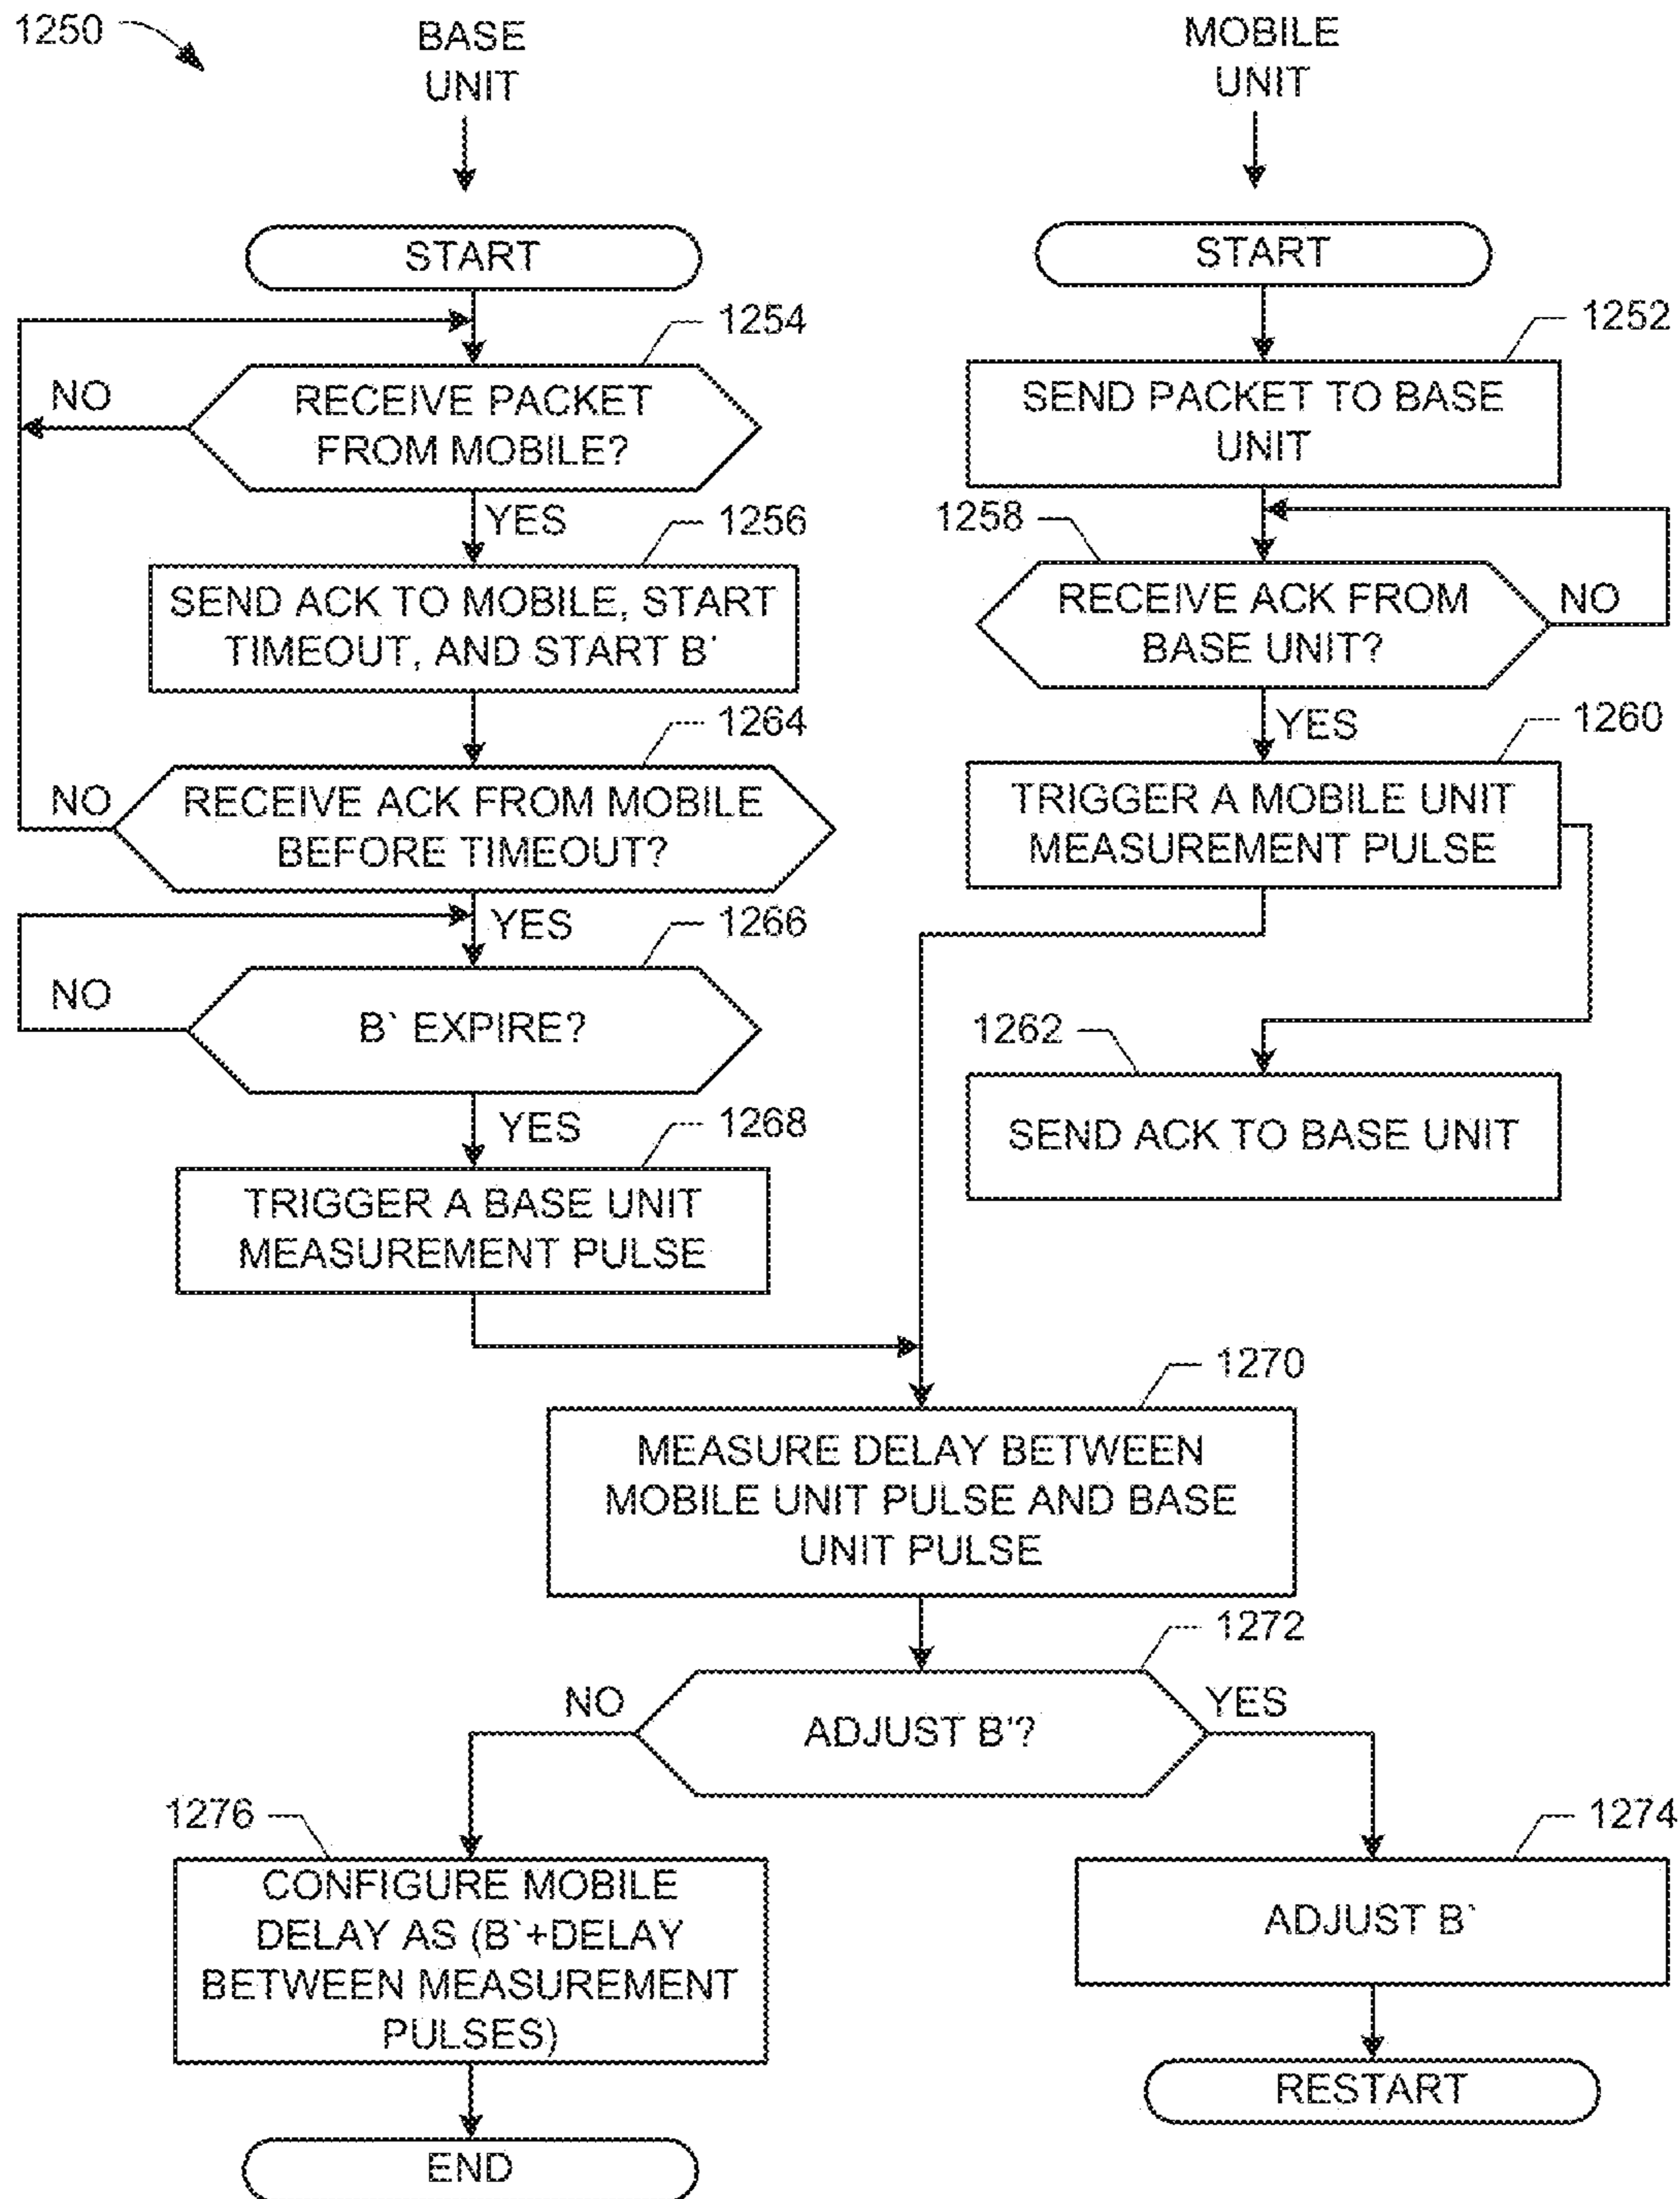 1250
BASE
UNIT
MOBILE
UNIT
START
START
1254
1252
RECEIVE PACKET
FROM MOBILE?
NO
YES
SEND PACKET TO BASE
UNIT
1256
1258
SEND ACK TO MOBILE, START
TIMEOUT, AND START B'
RECEIVE ACK FROM
BASE UNIT?
NO
YES
1264
1260
RECEIVE ACK FROM MOBILE
BEFORE TIMEOUT?
NO
YES
TRIGGER A MOBILE UNIT
MEASUREMENT PULSE
1266
B` EXPIRE?
NO
YES
1262
SEND ACK TO BASE UNIT
1268
TRIGGER A BASE UNIT
MEASUREMENT PULSE
1270
MEASURE DELAY BETWEEN
MOBILE UNIT PULSE AND BASE
UNIT PULSE
1272
NO
ADJUST B'?
YES
1276
1274
CONFIGURE MOBILE
DELAY AS (B`+DELAY
BETWEEN MEASUREMENT
PULSES)
ADJUST B`
RESTART
END